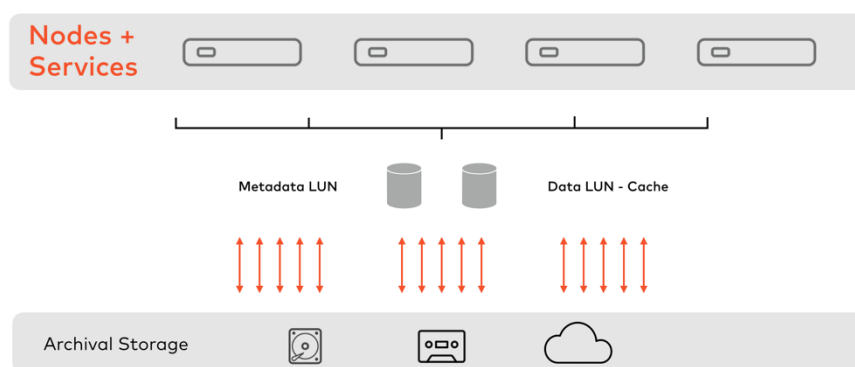 Nodes +
Services
Metadata LUN
Data LUN - Cache
Archival Storage